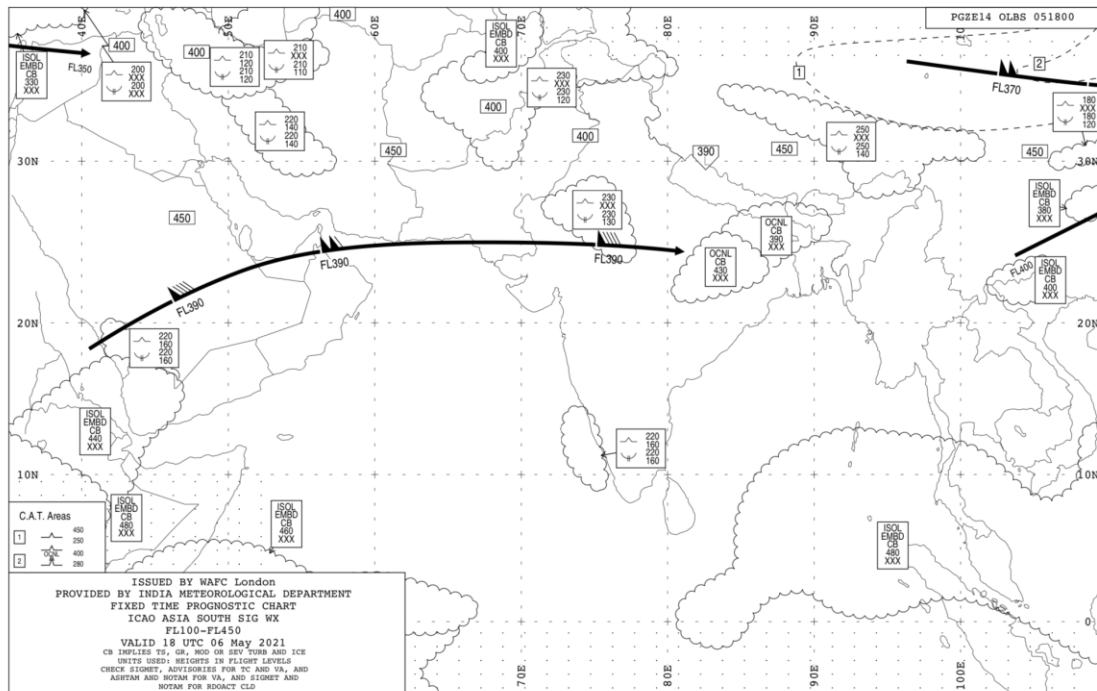 PGZE14 OLBS 051800
40E
50E
60E
70E
80E
90E
ISOL
EMBD
CB
330
XXX
400
FL350
200
XXX
200
XXX
400
210
120
210
120
210
XXX
210
110
400
ISOL
EMBD
CB
400
XXX
230
XXX
230
120
1
2
FL370
180
XXX
180
120
220
140
220
140
400
400
450
390
450
250
XXX
250
140
400
450
30N
30N
450
230
XXX
230
130
OCNL
CB
390
XXX
ISOL
EMBD
CB
380
XXX
FL390
FL390
FL390
OCNL
CB
430
XXX
FL400
ISOL
EMBD
CB
400
XXX
20N
20N
220
160
220
160
ISOL
EMBD
CB
440
XXX
220
160
220
160
10N
10N
ISOL
EMBD
CB
480
XXX
ISOL
EMBD
CB
460
XXX
ISOL
EMBD
CB
480
XXX
C.A.T. Areas
1
450
250
2
OCNL
400
280
0
ISSUED BY WAFC London
PROVIDED BY INDIA METEOROLOGICAL DEPARTMENT
FIXED TIME PROGNOSTIC CHART
ICAO ASIA SOUTH SIG WX
FL100-FL450
VALID 18 UTC 06 May 2021
CB IMPLIES TS, GR, MOD OR SEV TURB AND ICE
UNITS USED: HEIGHTS IN FLIGHT LEVELS
CHECK SIGMET, ADVISORIES FOR TC AND VA, AND
ASHTAM AND NOTAM FOR VA, AND SIGMET AND
NOTAM FOR RDOACT CLD
70E
80E
90E
100E